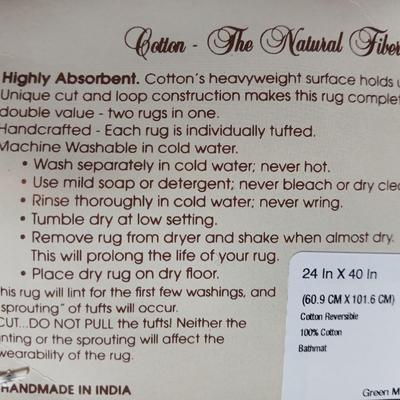 Cotton - The Natural Fiber
Highly Absorbent. Cotton's heavyweight surface holds
Unique cut and loop construction makes this rug
double value - two rugs in one.
Handcrafted - Each rug is individually tufted.
Machine Washable in cold water.
• Wash separately in cold water; never hot.
• Use mild soap or detergent; never bleach or dry
• Rinse thoroughly in cold water; never wring.
• Tumble dry at low setting.
• Remove rug from dryer and shake when almost dry.
This will prolong the life of your rug.
• Place dry rug on dry floor.
This rug will lint for the first few washings, and
"sprouting" of tufts will occur.
CUT...DO NOT PULL the tufts! Neither the
linting or the sprouting will affect the
wearability of the rug.
HANDMADE IN INDIA
24 In X 40 In
(60.9 CM X 101.6 CM)
Cotton Reversible
100% Cotton
Bathmat
Green